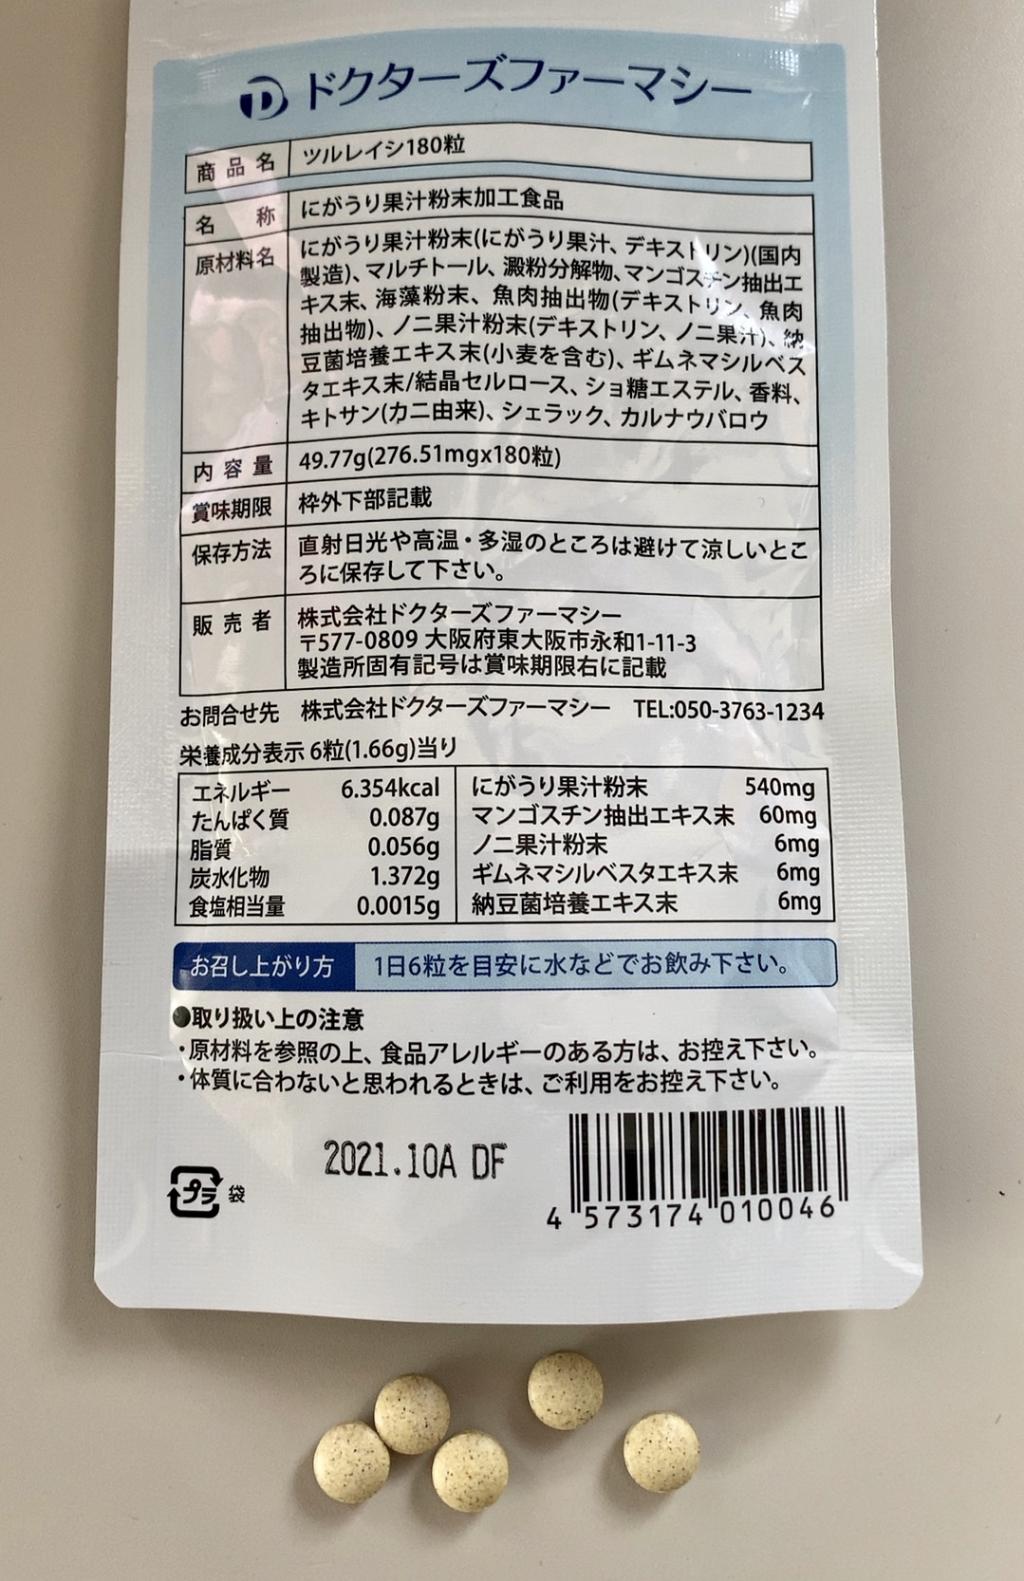 ドクターズファーマシー
商品名 ツルレイシ180粒
名 称 にがうり果汁粉末加工食品
原材料名 にがうり果汁粉末(にがうり果汁、デキストリン)(国内
製造)、マルチトール、澱粉分解物、マンゴスチン抽出エ
キス末、海藻粉末、魚肉抽出物(デキストリン、魚肉
抽出物)、ノニ果汁粉末(デキストリン、ノニ果汁)、納
豆菌培養エキス末(小麦を含む)、ギムネマシルベス
タエキス末/結晶セルロース、ショ糖エステル、香料、
キトサン(カニ由来)、シェラック、カルナウバロウ
内容量 49.77g(276.51mgx180粒)
賞味期限 枠外下部記載
保存方法 直射日光や高温・多湿のところは避けて涼しいとこ
ろに保存して下さい。
販売者 株式会社ドクターズファーマシー
〒577-0809 大阪府東大阪市永和1-11-3
製造所固有記号は賞味期限右に記載
お問合せ先 株式会社ドクターズファーマシー TEL:050-3763-1234
栄養成分表示 6粒(1.66g)当り
エネルギー 6.354kcal
たんぱく質 0.087g
脂質 0.056g
炭水化物 1.372g
食塩相当量 0.0015g
にがうり果汁粉末 540mg
マンゴスチン抽出エキス末 60mg
ノニ果汁粉末 6mg
ギムネマシルベスタエキス末 6mg
納豆菌培養エキス末 6mg
お召し上がり方 1日6粒を目安に水などでお飲み下さい。
●取り扱い上の注意
・原材料を参照の上、食品アレルギーのある方は、お控え下さい。
・体質に合わないと思われるときは、ご利用をお控え下さい。
2021.10A DF
プラ 袋
4 573174 010046